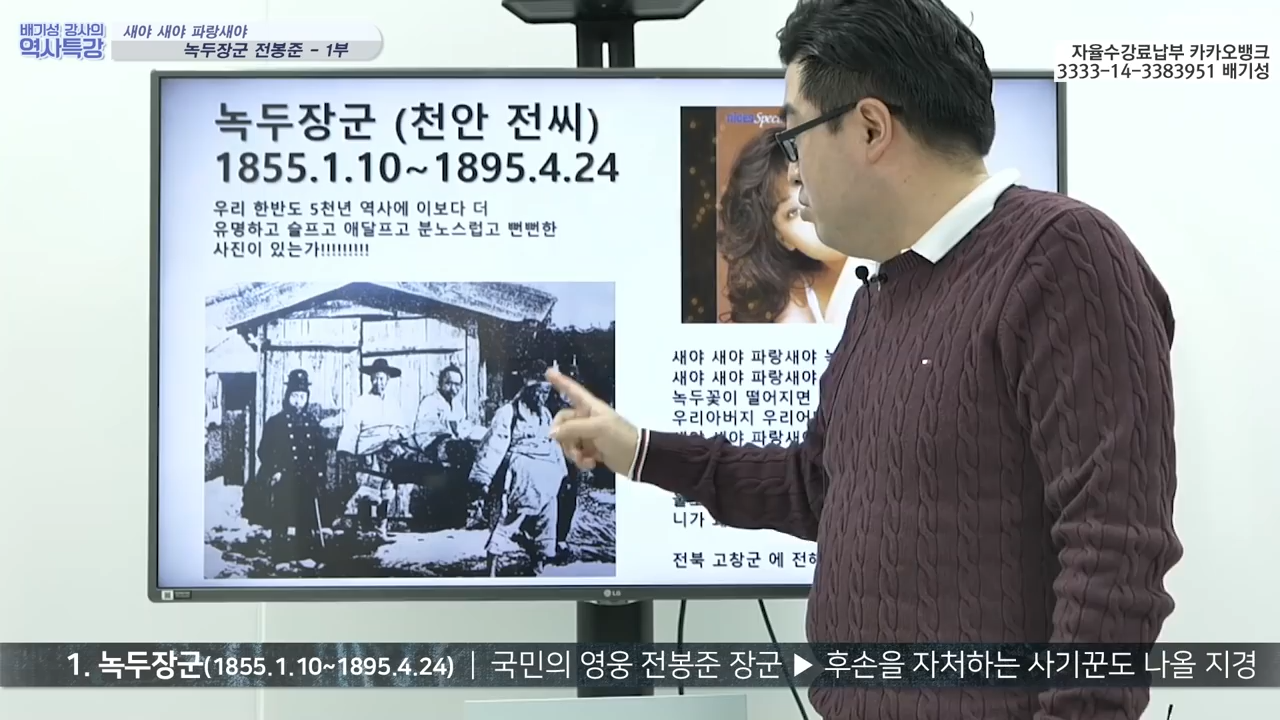 배기성 강사의
역사특강
새야 새야 파랑새야
녹두장군 전봉준 - 1부
자율수강료납부 카카오뱅크
3333-14-3383951 배기성
녹두장군 (천안 전씨)
1855.1.10~1895.4.24
우리 한반도 5천년 역사에 이보다 더
유명하고 슬프고 애달프고 분노스럽고 뻔뻔한
사진이 있는가!!!!!!!!!
새야 새야 파랑새야
새야 새야 파랑새야
녹두꽃이 떨어지면
우리아버지
새야 파랑새야
니가
전북 고창군 에
LG
1. 녹두장군(1855.1.10~1895.4.24) | 국민의 영웅 전봉준 장군 ▶ 후손을 자처하는 사기꾼도 나올 지경